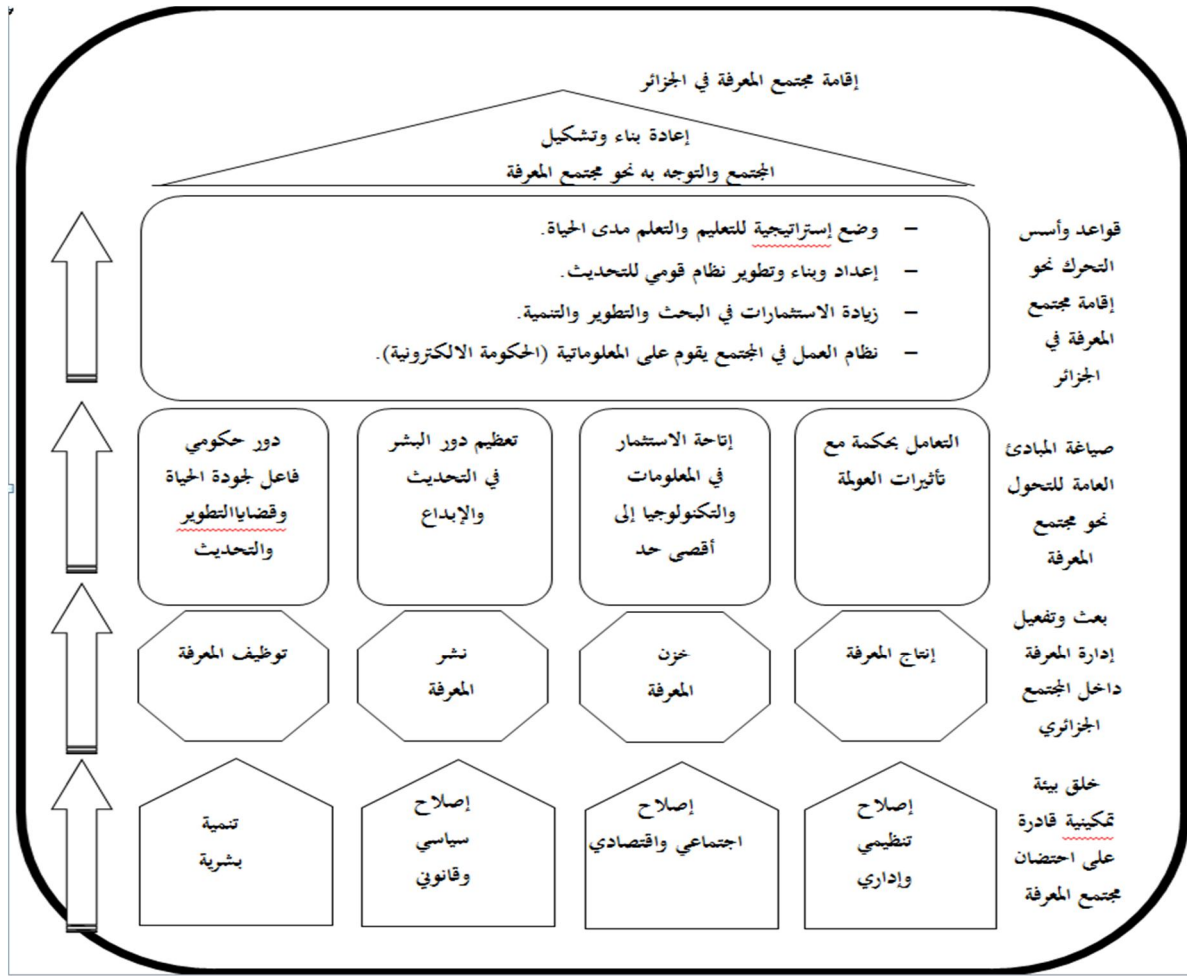 إقامة مجتمع المعرفة في الجزائر
إعادة بناء وتشكيل
المجتمع والتوجه به نحو مجتمع المعرفة
قواعد وأسس
التحرك نحو
إقامة مجتمع
المعرفة في
الجزائر
– وضع إستراتيجية للتعليم والتعلم مدى الحياة.
– إعداد وبناء وتطوير نظام قومي للتحديث.
– زيادة الاستثمارات في البحث والتطوير والتنمية.
– نظام العمل في المجتمع يقوم على المعلوماتية (الحكومة الالكترونية).
صياغة المبادئ
العامة للتحول
نحو مجتمع
المعرفة
التعامل بحكمة مع
تأثيرات العولمة
إتاحة الاستثمار
في المعلومات
والتكنولوجيا إلى
أقصى حد
تعظيم دور البشر
في التحديث
والإبداع
دور حكومي
فاعل لجودة الحياة
وقضاياالتطوير
والتحديث
بعث وتفعيل
إدارة المعرفة
داخل المجتمع
الجزائري
إنتاج المعرفة
خزن
المعرفة
نشر
المعرفة
توظيف المعرفة
خلق بيئة
تمكينية قادرة
على احتضان
مجتمع المعرفة
إصلاح
تنظيمي
وإداري
إصلاح
اجتماعي واقتصادي
إصلاح
سياسي
وقانوني
تنمية
بشرية